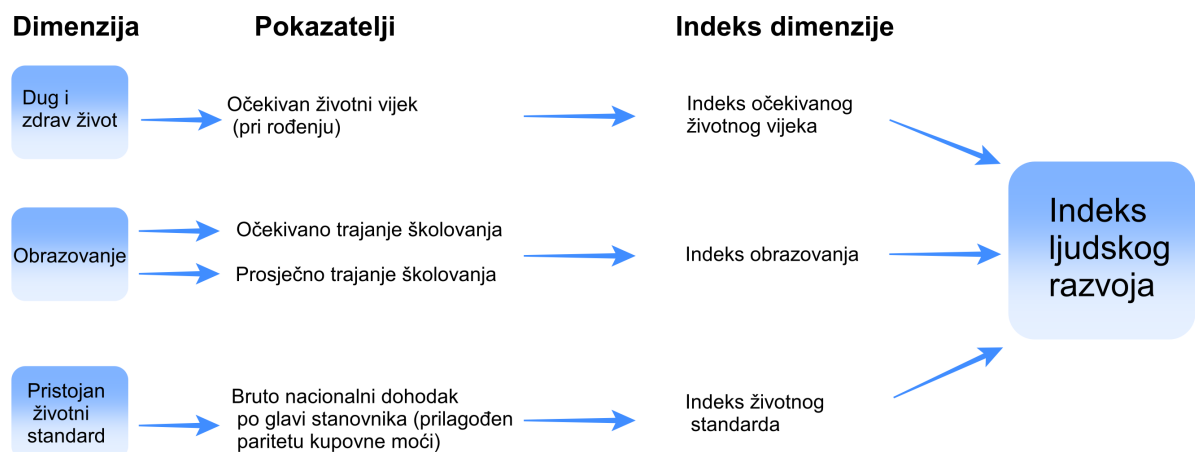 Dimenzija
Pokazatelji
Indeks dimenzije
Dug i
zdrav život
Očekivan životni vijek
(pri rođenju)
Indeks očekivanog
životnog vijeka
Obrazovanje
Očekivano trajanje školovanja
Prosječno trajanje školovanja
Indeks obrazovanja
Indeks
ljudskog
razvoja
Pristojan
životni
standard
Bruto nacionalni dohodak
po glavi stanovnika (prilagođen
paritetu kupovne moći)
Indeks životnog
standarda